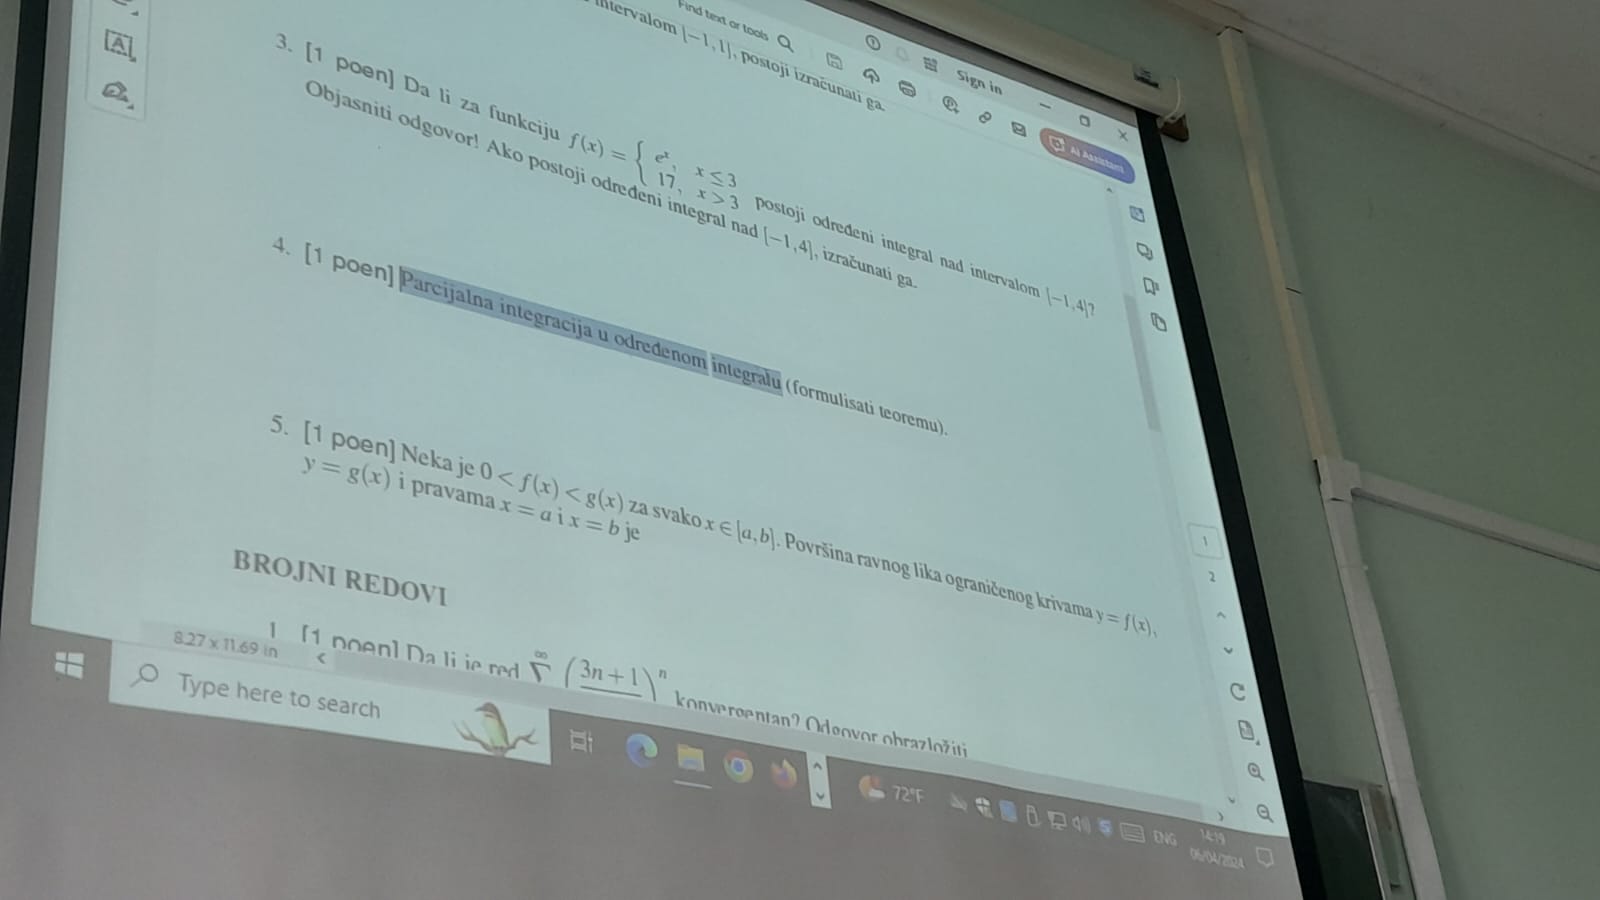 Find text or tools
Sign in
AI Assistant
intervalom [−1,1], postoji izračunati ga.
3. [1 poen] Da li za funkciju f(x) = { e^x, x ≤ 3
17, x > 3 postoji određeni integral nad intervalom [−1,4]?
Objasniti odgovor! Ako postoji određeni integral nad [−1,4], izračunati ga.
4. [1 poen] Parcijalna integracija u određenom integralu (formulisati teoremu).
5. [1 poen] Neka je 0 < f(x) < g(x) za svako x ∈ [a,b]. Površina ravnog lika ograničenog krivama y = f(x),
y = g(x) i pravama x = a i x = b je
BROJNI REDOVI
1 [1 poen] Da li je red ∞ ∑ (3n+1)^n konvergentan? Odgovor obrazložiti
1
2
8.27 x 11.69 in
Type here to search
72°F
ENG
14:19
06/04/2024